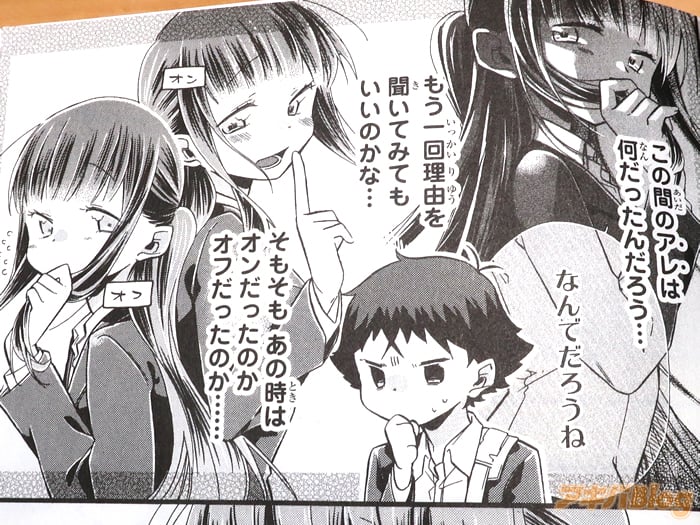 この間のアレは
何だったんだろう…
なんでだろうね
もう一回理由を
聞いてみても
いいのかな…
オン
そもそもあの時は
オンだったのか
オフだったのか……
オフ